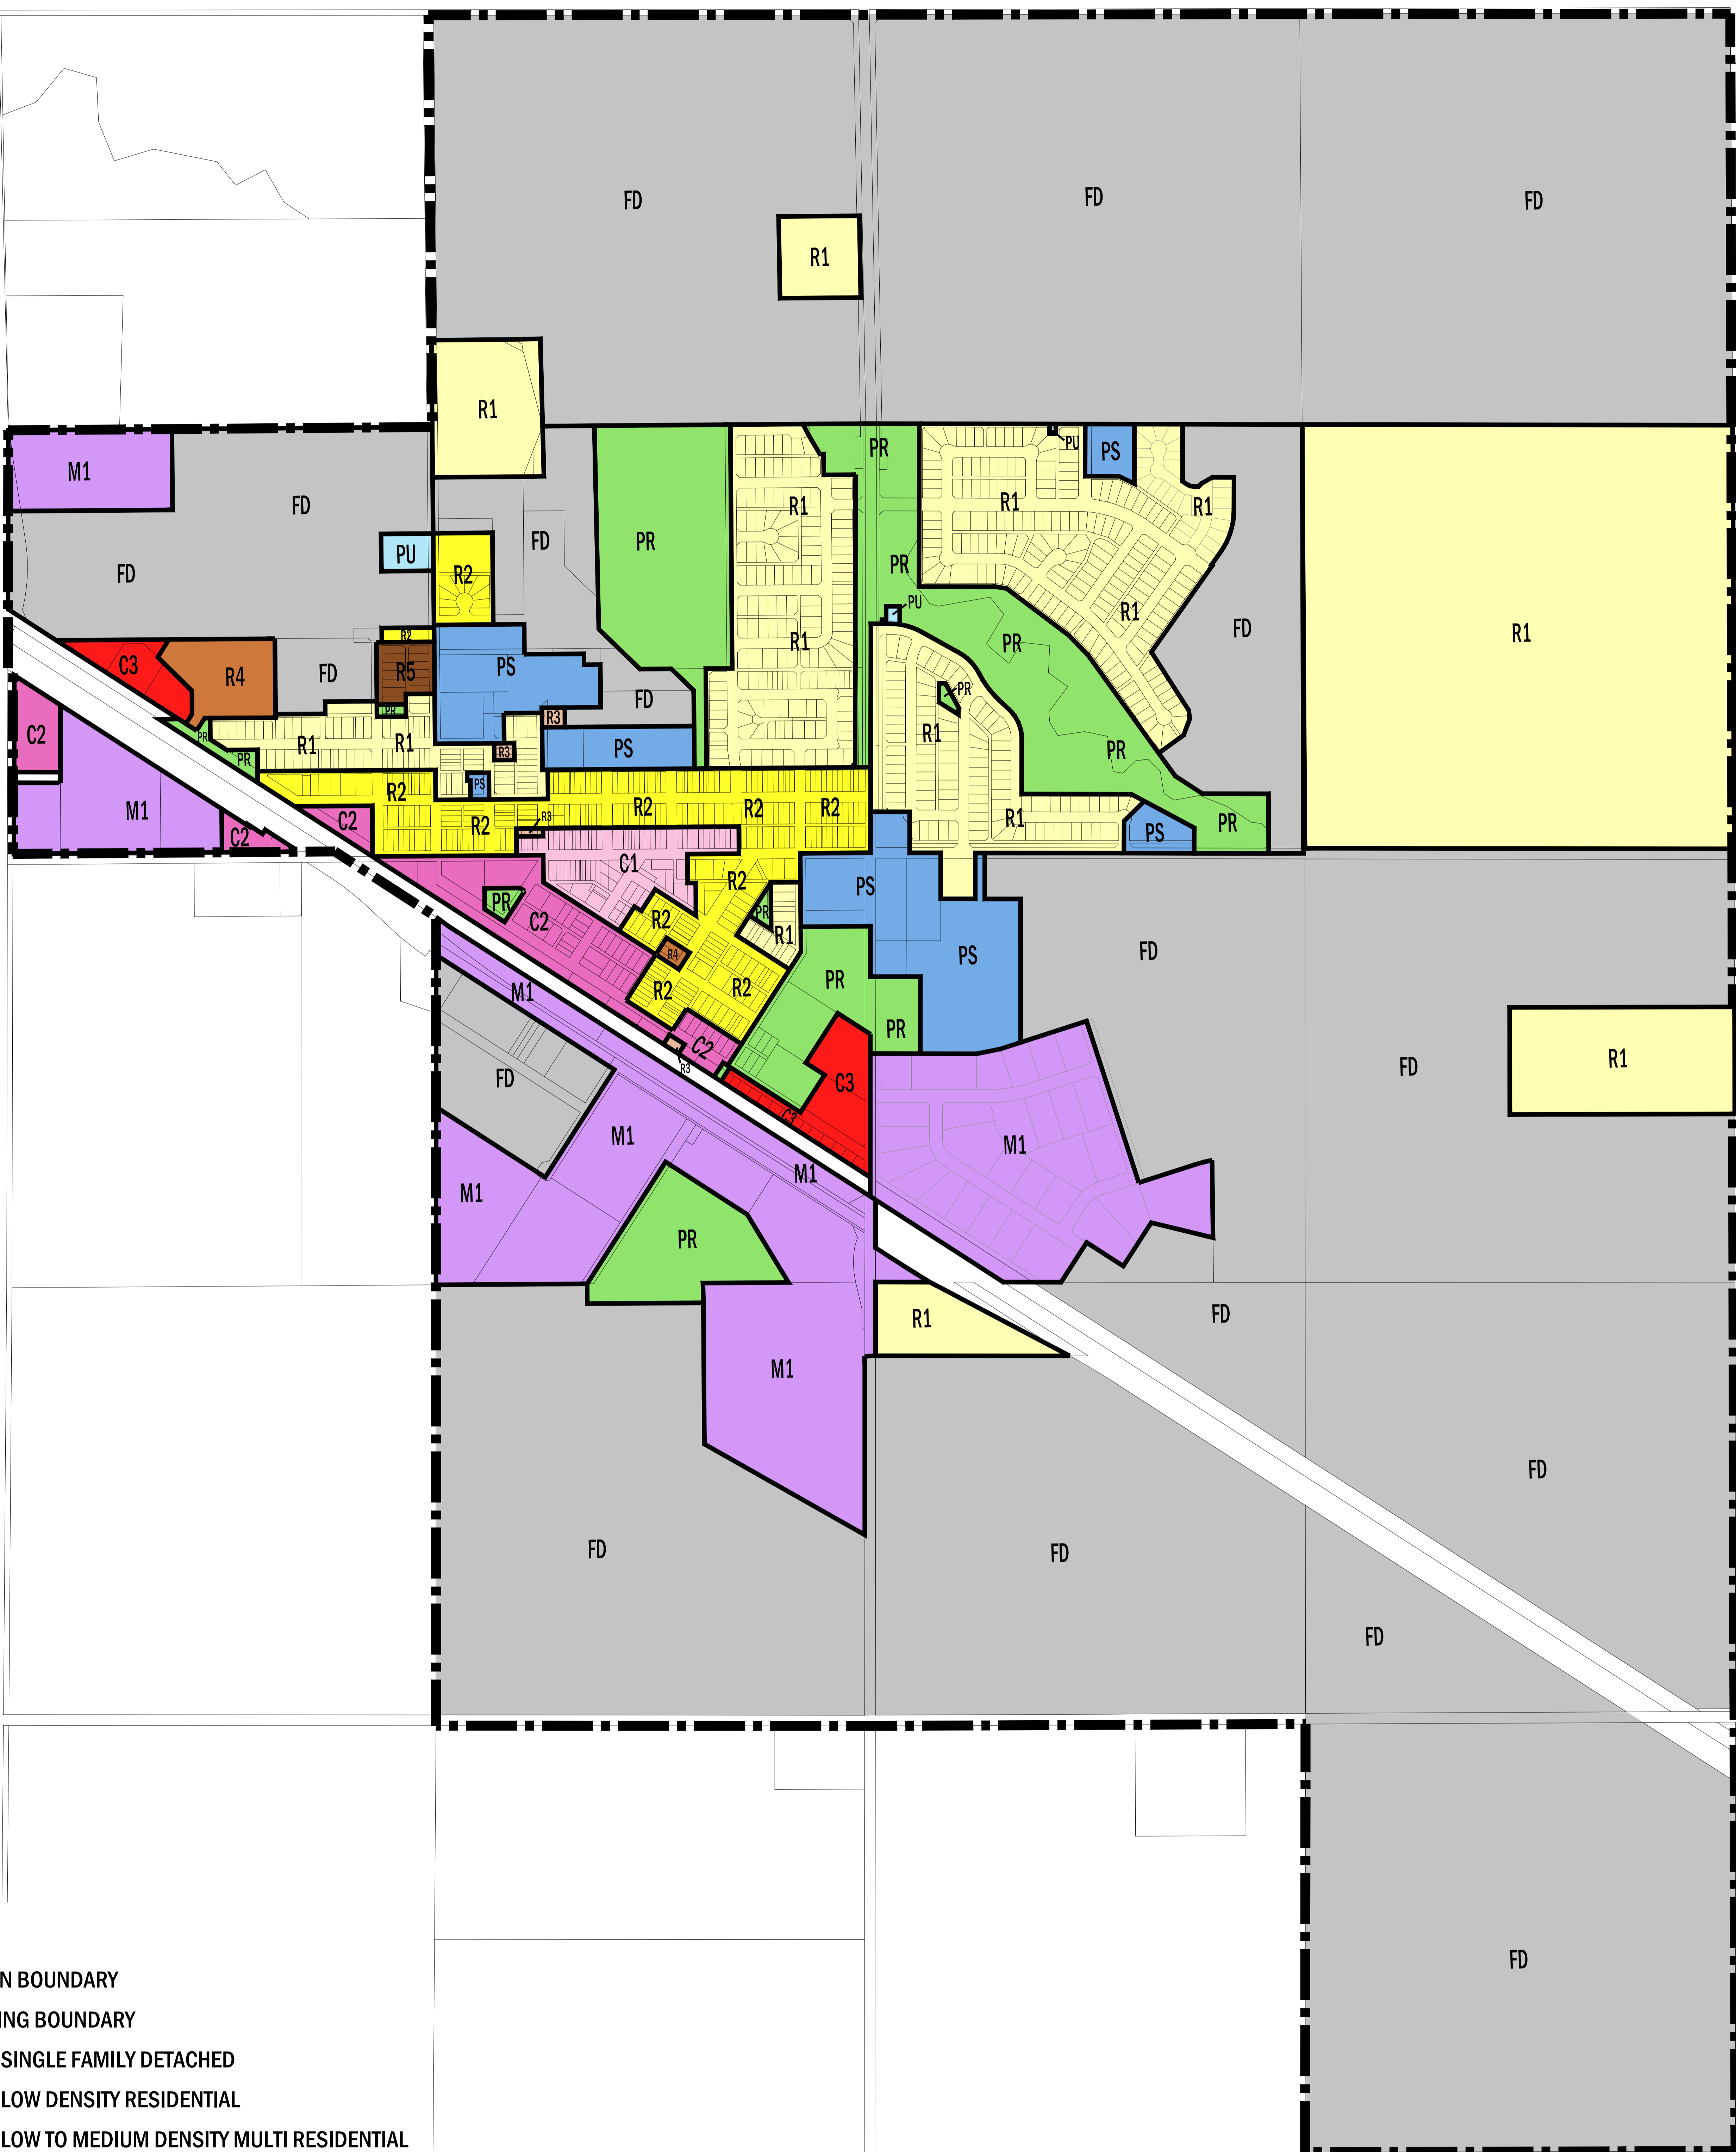 FD
FD
FD
R1
R1
PR
M1
FD
PU
PS
R1
R1
R1
FD
PR
FD
PU
R2
PR
FD
PU
R1
FD
R1
R2
PR
R1
C3
R4
FD
R5
PS
PR
FD
PR
R3
R1
C2
PR
R1
R1
PS
PR
PR
R3
M1
R2
PS
R2
R2
R2
R1
PR
C2
R3
R2
PS
C2
C1
R2
PS
PR
C2
R2
PR
R1
FD
R4
PS
M1
R2
R2
PR
PR
C2
R3
FD
FD
R1
C3
C3
M1
M1
M1
M1
PR
R1
FD
M1
FD
FD
FD
FD
FD
N BOUNDARY
ING BOUNDARY
SINGLE FAMILY DETACHED
LOW DENSITY RESIDENTIAL
LOW TO MEDIUM DENSITY MULTI RESIDENTIAL